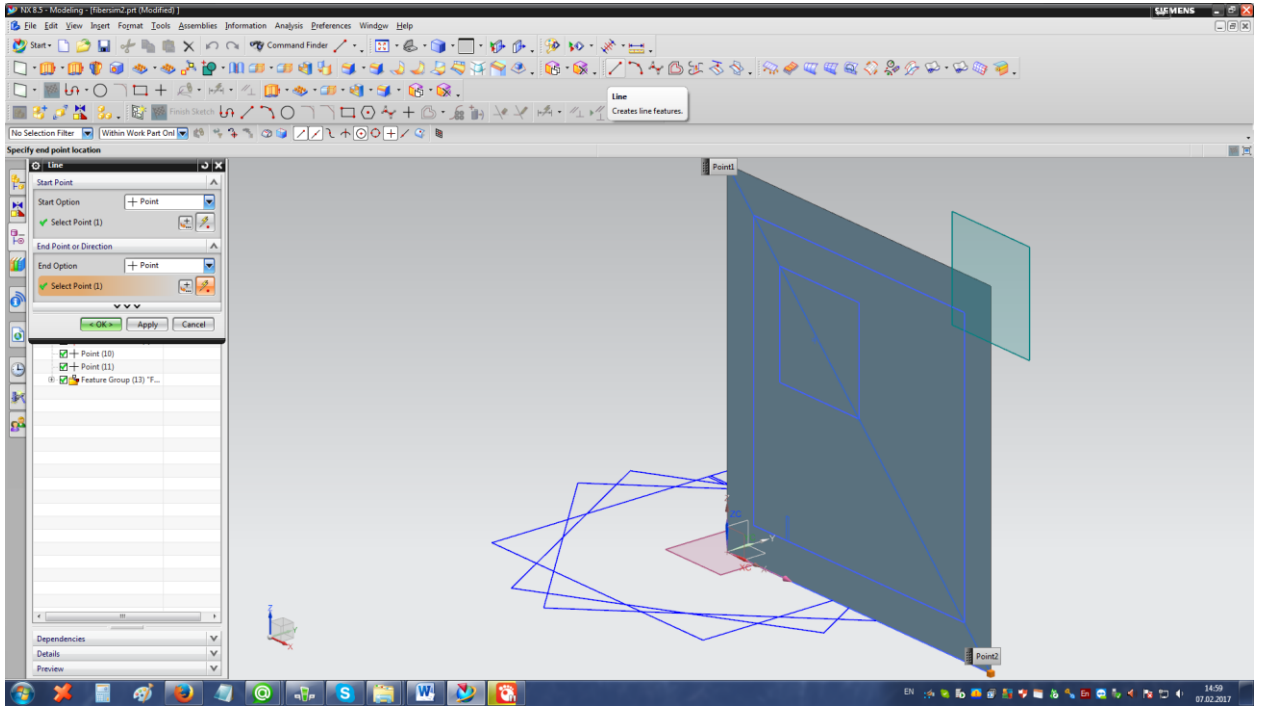 NX 8.5 - Modeling - [fibersim2.prt (Modified) ]
SIEMENS
File Edit View Insert Format Tools Assemblies Information Analysis Preferences Window Help
Start Command Finder
Finish Sketch
Line
Creates line features.
No Selection Filter Within Work Part Onl
Specify end point location
Line
Start Point
Start Option Point
Select Point (1)
End Point or Direction
End Option Point
Select Point (1)
< OK > Apply Cancel
Point (10)
Point (11)
Feature Group (13) "F...
Dependencies
Details
Preview
Point1
Point2
ZC
Y
XC
Z
Y
X
EN
14:59
07.02.2017